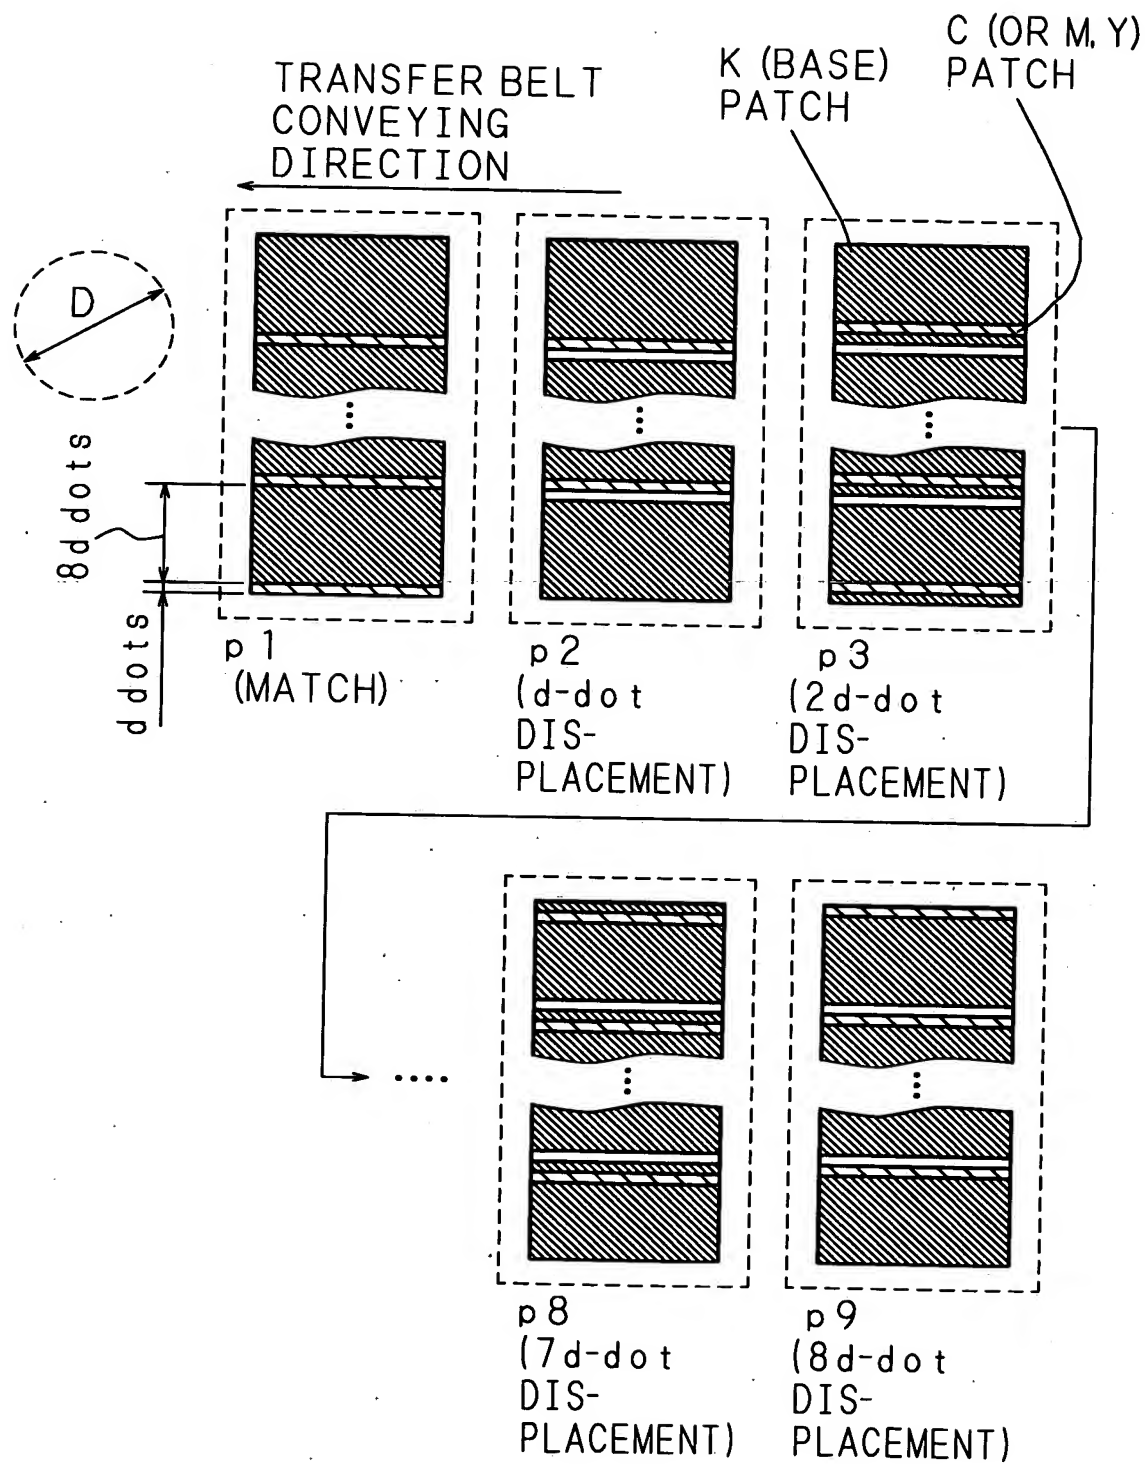 C (OR M, Y)
PATCH
K (BASE)
PATCH
TRANSFER BELT
CONVEYING
DIRECTION
D
8d dots
d dots
p 1
(MATCH)
p 2
(d-dot
DIS-
PLACEMENT)
p 3
(2d-dot
DIS-
PLACEMENT)
p 8
(7d-dot
DIS-
PLACEMENT)
p 9
(8d-dot
DIS-
PLACEMENT)